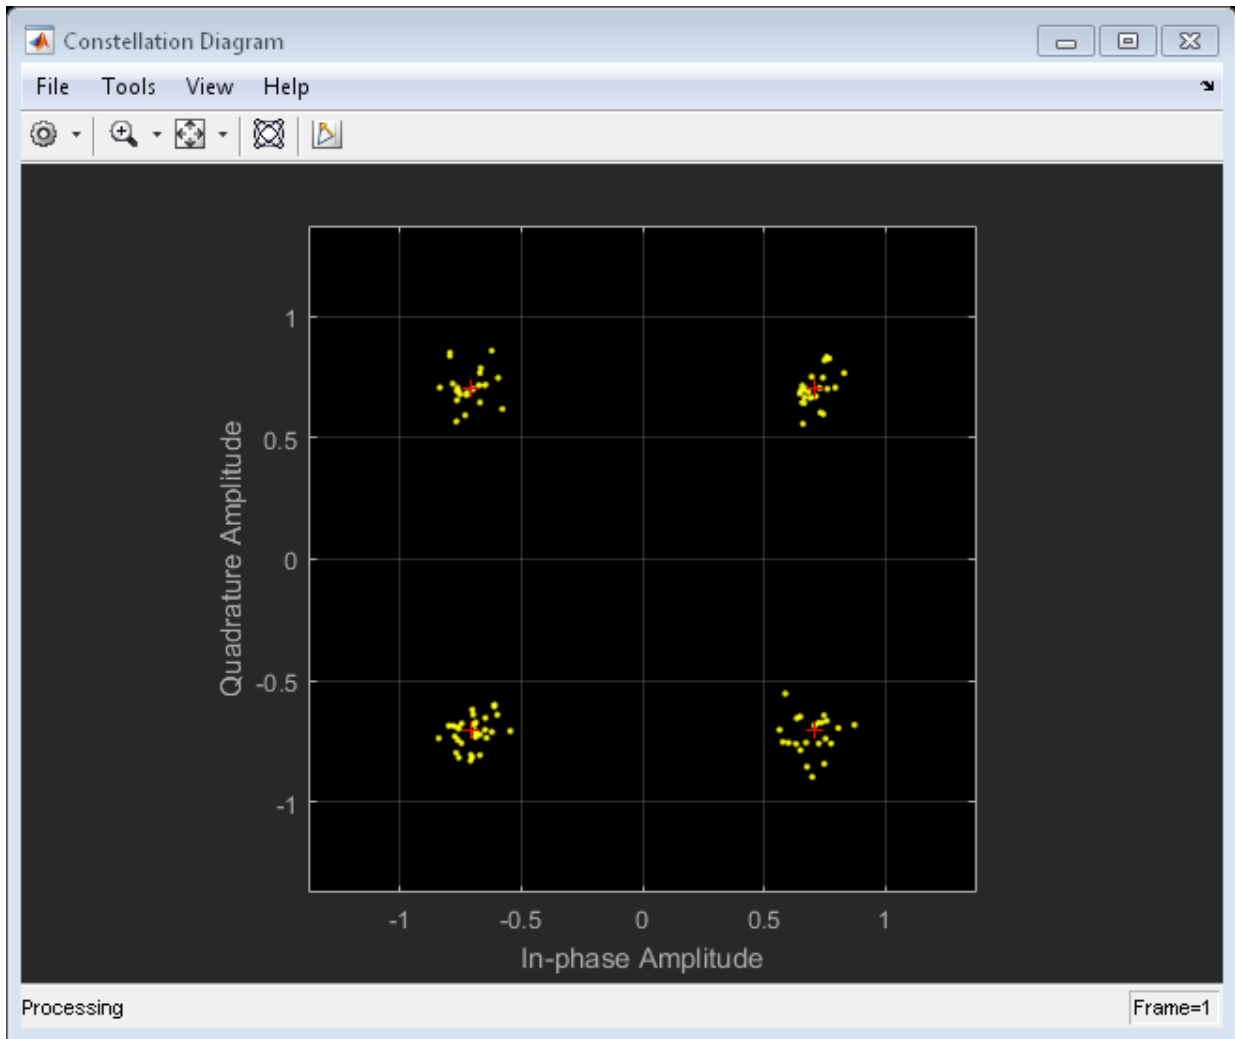 Constellation Diagram
File Tools View Help
1
0.5
0
-0.5
-1
Quadrature Amplitude
-1 -0.5 0 0.5 1
In-phase Amplitude
Processing
Frame=1